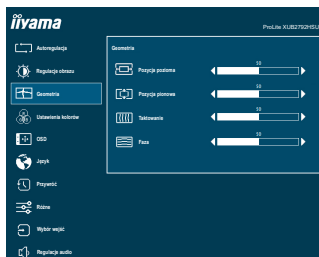 iiyama
ProLite XUB2792HSU
Autoregulacja
Regulacja obrazu
Geometria
Ustawienia kolorów
OSD
Język
Przywróć
Różne
Wybór wejść
Regulacja audio
Geometria
Pozycja pozioma
50
Pozycja pionowa
50
Taktowanie
50
Faza
50